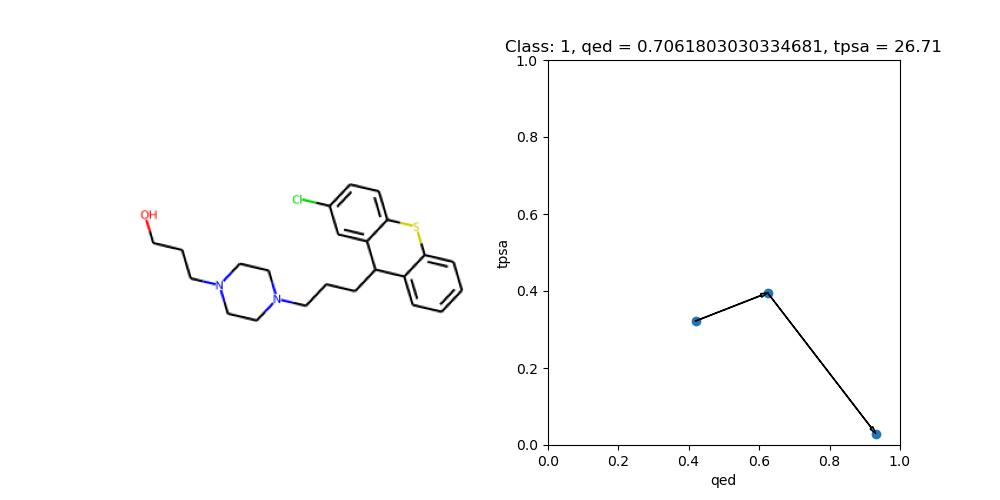 Class: 1, qed = 0.7061803030334681, tpsa = 26.71
OH
N
N
Cl
S
tpsa
1.0
0.8
0.6
0.4
0.2
0.0
0.0 0.2 0.4 0.6 0.8 1.0
qed